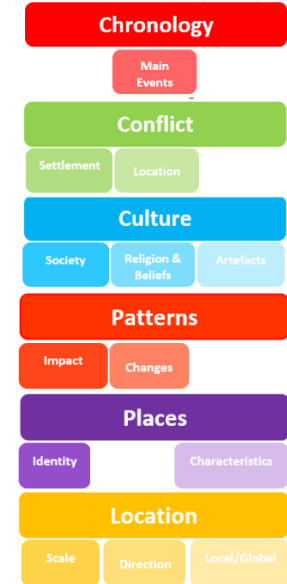 Chronology
Main
Events
Conflict
Settlement
Location
Culture
Society
Religion &
Beliefs
Artefacts
Patterns
Impact
Changes
Places
Identity
Characteristics
Location
Scale
Direction
Local/Global